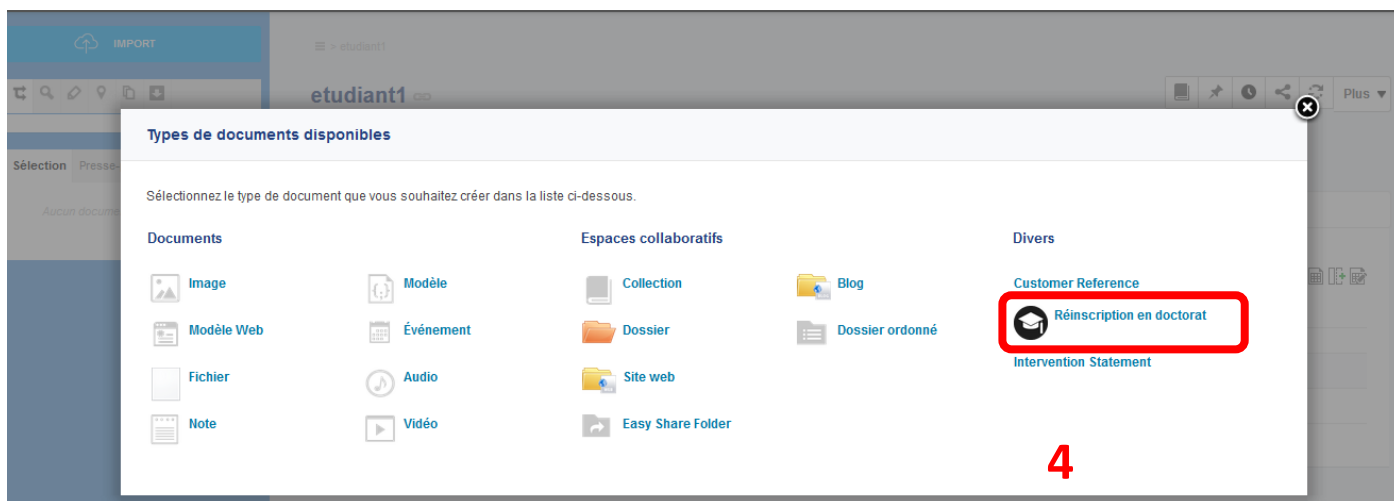 IMPORT
> etudiant1
etudiant1
Plus
Types de documents disponibles
Sélection Presse-
Sélectionnez le type de document que vous souhaitez créer dans la liste ci-dessous.
Aucun docume
Documents
Image
Modèle
Modèle Web
Événement
Fichier
Audio
Note
Vidéo
Espaces collaboratifs
Collection
Blog
Dossier
Dossier ordonné
Site web
Easy Share Folder
Divers
Customer Reference
Réinscription en doctorat
Intervention Statement
4